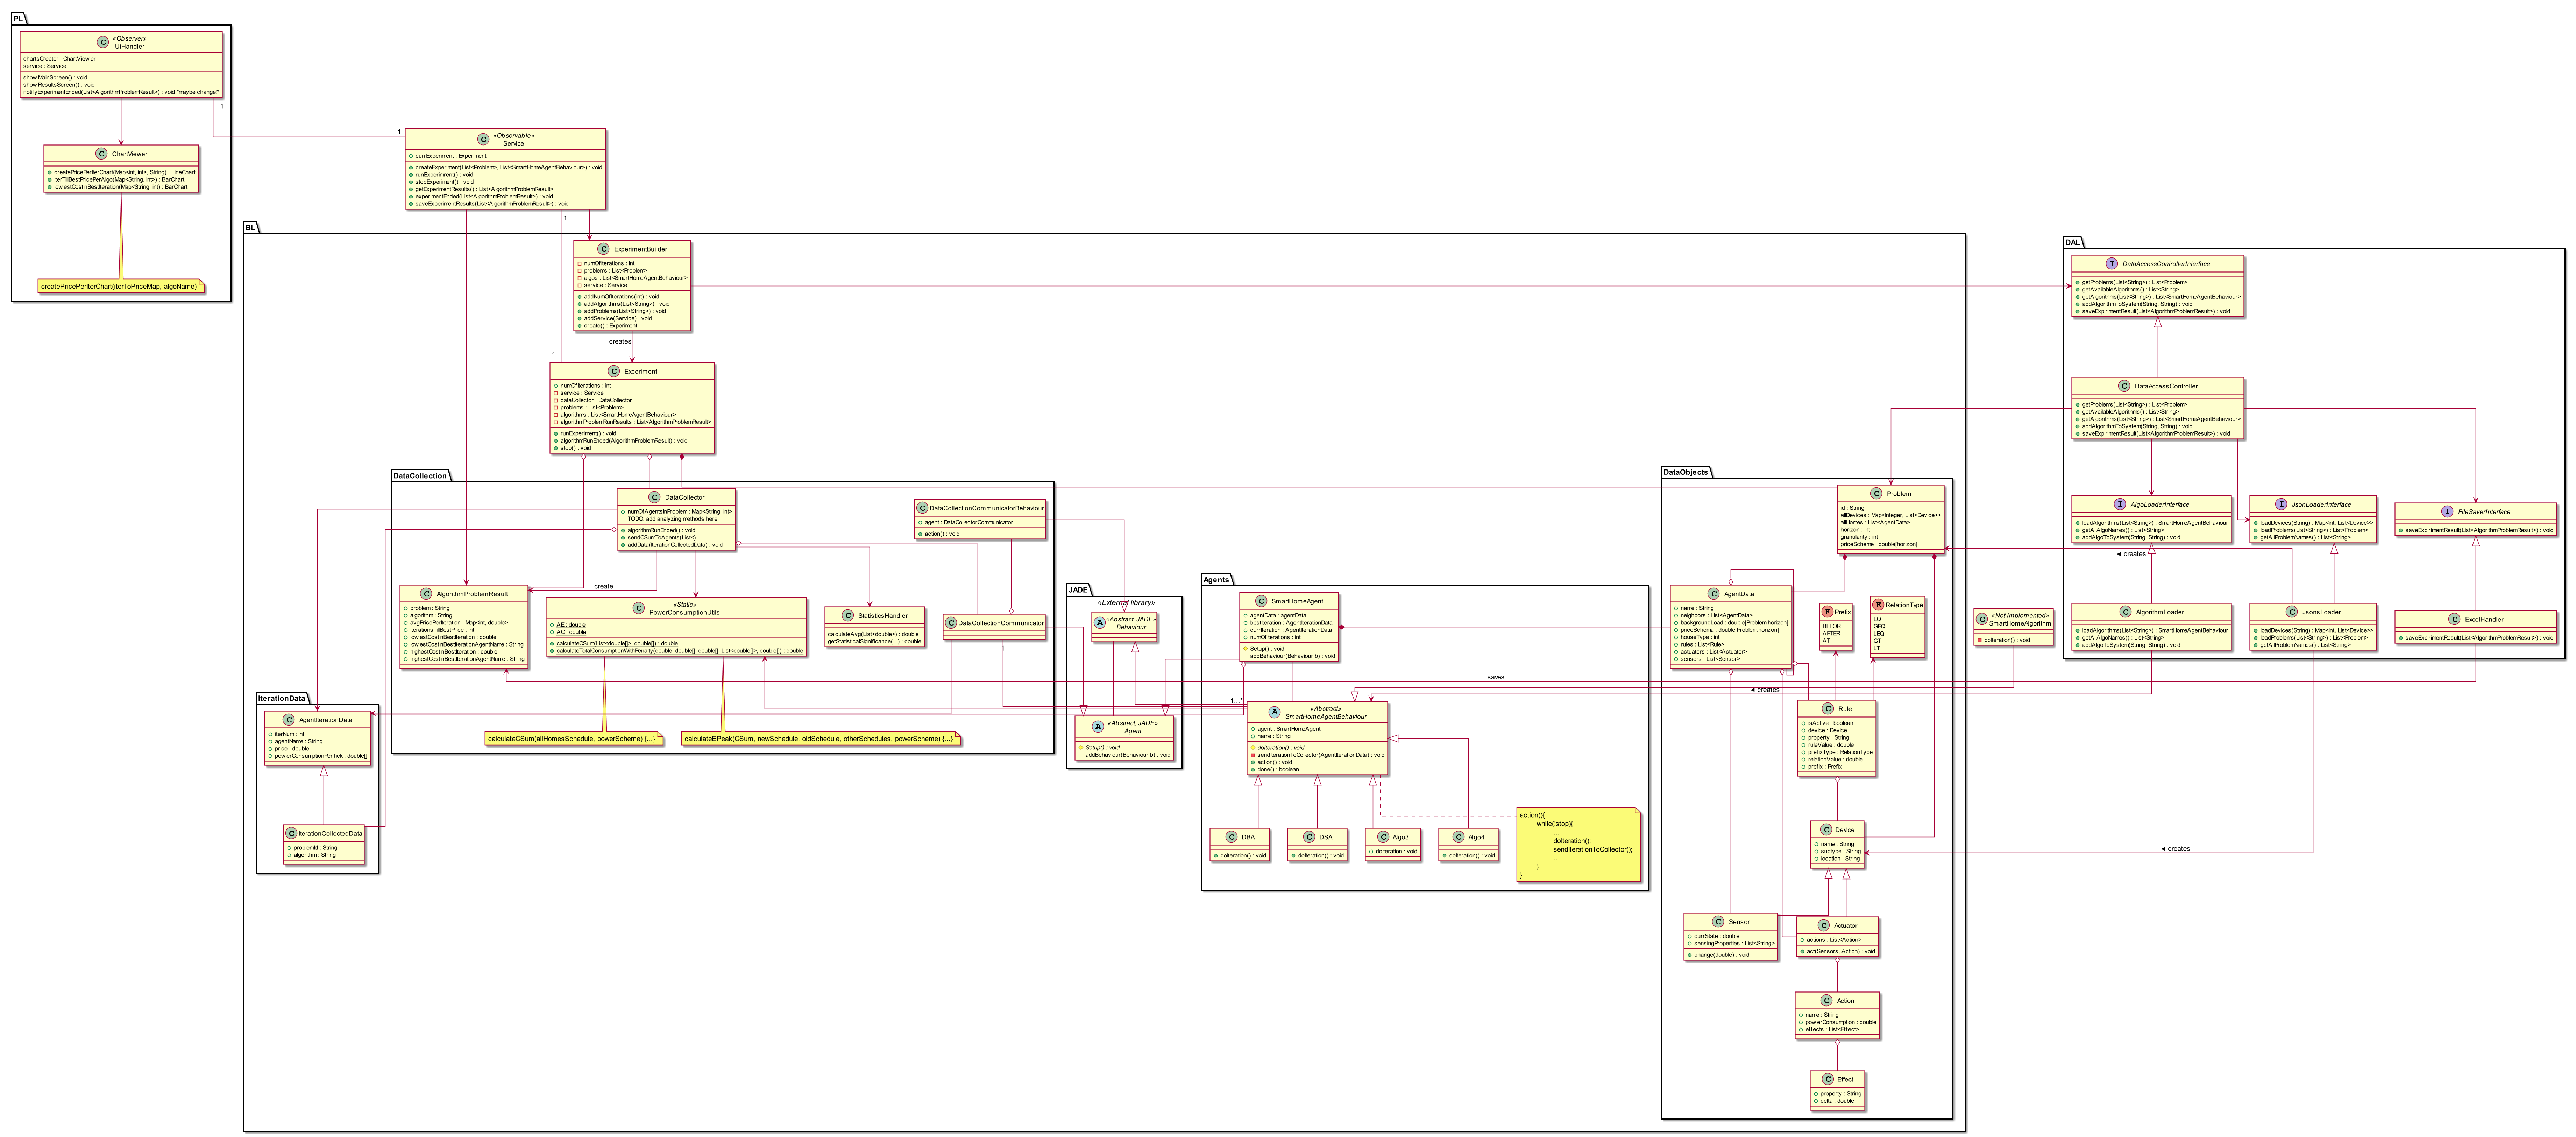 PL
«Observer»
UiHandler
chartsCreator : ChartViewer
service : Service
showMainScreen() : void
showResultsScreen() : void
notifyExperimentEnded(List<AlgorithmProblemResult>) : void "maybe change!"
1
ChartViewer
createPricePerIterChart(Map<int, int>, String) : LineChart
iterTillBestPricePerAlgo(Map<String, int>) : BarChart
lowestCostInBestIteration(Map<String, int) : BarChart
createPricePerIterChart(iterToPriceMap, algoName)
1
«Observable»
Service
currExperiment : Experiment
createExperiment(List<Problem>, List<SmartHomeAgentBehaviour>) : void
runExperimrent() : void
stopExperiment() : void
getExperimentResults() : List<AlgorithmProblemResult>
experimentEnded(List<AlgorithmProblemResult>) : void
saveExperimentResults(List<AlgorithmProblemResult>) : void
1
BL
ExperimentBuilder
numOfIterations : int
problems : List<Problem>
algos : List<SmartHomeAgentBehaviour>
service : Service
addNumOfIterations(int) : void
addAlgorithms(List<String>) : void
addProblems(List<String>) : void
addService(Service) : void
create() : Experiment
creates
1
Experiment
numOfIterations : int
service : Service
dataCollector : DataCollector
problems : List<Problem>
algorithms : List<SmartHomeAgentBehaviour>
algorithmProblemRunResults : List<AlgorithmProblemResult>
runExperiment() : void
algorithmRunEnded(AlgorithmProblemResult) : void
stop() : void
DataCollection
DataCollector
numOfAgentsInProblem : Map<String, int>
TODO: add analyzing methods here
algorithmRunEnded() : void
sendCSumToAgents(List<)
addData(IterationCollectedData) : void
DataCollectionCommunicatorBehaviour
agent : DataCollectorCommunicator
action() : void
create
AlgorithmProblemResult
problem : String
algorithm : String
avgPricePerIteration : Map<int, double>
iterationsTillBestPrice : int
lowestCostInBestIteration : double
lowestCostInBestIterationAgentName : String
highestCostInBestIteration : double
highestCostInBestIterationAgentName : String
«Static»
PowerConsumptionUtils
AE : double
AC : double
calculateCSum(List<double[]>, double[]) : double
calculateTotalConsumptionWithPenalty(double, double[], double[], List<double[]>, double[]) : double
StatisticsHandler
calculateAvg(List<double>) : double
getStatisticalSignificance(...) : double
DataCollectionCommunicator
1
calculateCSum(allHomesSchedule, powerScheme) {...}
calculateEPeak(CSum, newSchedule, oldSchedule, otherSchedules, powerScheme) {...}
IterationData
AgentIterationData
iterNum : int
agentName : String
price : double
powerConsumptionPerTick : double[]
IterationCollectedData
problemId : String
algorithm : String
JADE
«External library»
«Abstract, JADE»
Behaviour
«Abstract, JADE»
Agent
Setup() : void
addBehaviour(Behaviour b) : void
Agents
SmartHomeAgent
agentData : agentData
bestIteration : AgentIterationData
currIteration : AgentIterationData
numOfIterations : int
Setup() : void
addBehaviour(Behaviour b) : void
1...*
«Abstract»
SmartHomeAgentBehaviour
agent : SmartHomeAgent
name : String
doIteration() : void
sendIterationToCollector(AgentIterationData) : void
action() : void
done() : boolean
DBA
doIteration() : void
DSA
doIteration() : void
Algo3
doIteration : void
Algo4
doIteration() : void
action(){
while(!stop){
...
doIteration();
sendIterationToCollector();
..
}
}
DataObjects
Problem
id : String
allDevices : Map<Integer, List<Device>>
allHomes : List<AgentData>
horizon : int
granularity : int
priceScheme : double[horizon]
AgentData
name : String
neighbors : List<AgentData>
backgroundLoad : double[Problem.horizon]
priceScheme : double[Problem.horizon]
houseType : int
rules : List<Rule>
actuators : List<Actuator>
sensors : List<Sensor>
Prefix
BEFORE
AFTER
AT
RelationType
EQ
GEQ
LEQ
GT
LT
Rule
isActive : boolean
device : Device
property : String
ruleValue : double
prefixType : RelationType
relationValue : double
prefix : Prefix
Device
name : String
subtype : String
location : String
Sensor
currState : double
sensingProperties : List<String>
change(double) : void
Actuator
actions : List<Action>
act(Sensors, Action) : void
Action
name : String
powerConsumption : double
effects : List<Effect>
Effect
property : String
delta : double
«Not Implemented»
SmartHomeAlgorithm
doIteration() : void
saves
◄ creates
◄ creates
◄ creates
DAL
DataAccessControllerInterface
getProblems(List<String>) : List<Problem>
getAvailableAlgorithms() : List<String>
getAlgorithms(List<String>) : List<SmartHomeAgentBehaviour>
addAlgorithmToSystem(String, String) : void
saveExpirimentResult(List<AlgorithmProblemResult>) : void
DataAccessController
getProblems(List<String>) : List<Problem>
getAvailableAlgorithms() : List<String>
getAlgorithms(List<String>) : List<SmartHomeAgentBehaviour>
addAlgorithmToSystem(String, String) : void
saveExpirimentResult(List<AlgorithmProblemResult>) : void
AlgoLoaderInterface
loadAlgorithms(List<String>) : SmartHomeAgentBehaviour
getAllAlgoNames() : List<String>
addAlgoToSystem(String, String) : void
JsonLoaderInterface
loadDevices(String) : Map<int, List<Device>>
loadProblems(List<String>) : List<Problem>
getAllProblemNames() : List<String>
FileSaverInterface
saveExpirimentResult(List<AlgorithmProblemResult>) : void
AlgorithmLoader
loadAlgorithms(List<String>) : SmartHomeAgentBehaviour
getAllAlgoNames() : List<String>
addAlgoToSystem(String, String) : void
JsonsLoader
loadDevices(String) : Map<int, List<Device>>
loadProblems(List<String>) : List<Problem>
getAllProblemNames() : List<String>
ExcelHandler
saveExpirimentResult(List<AlgorithmProblemResult>) : void